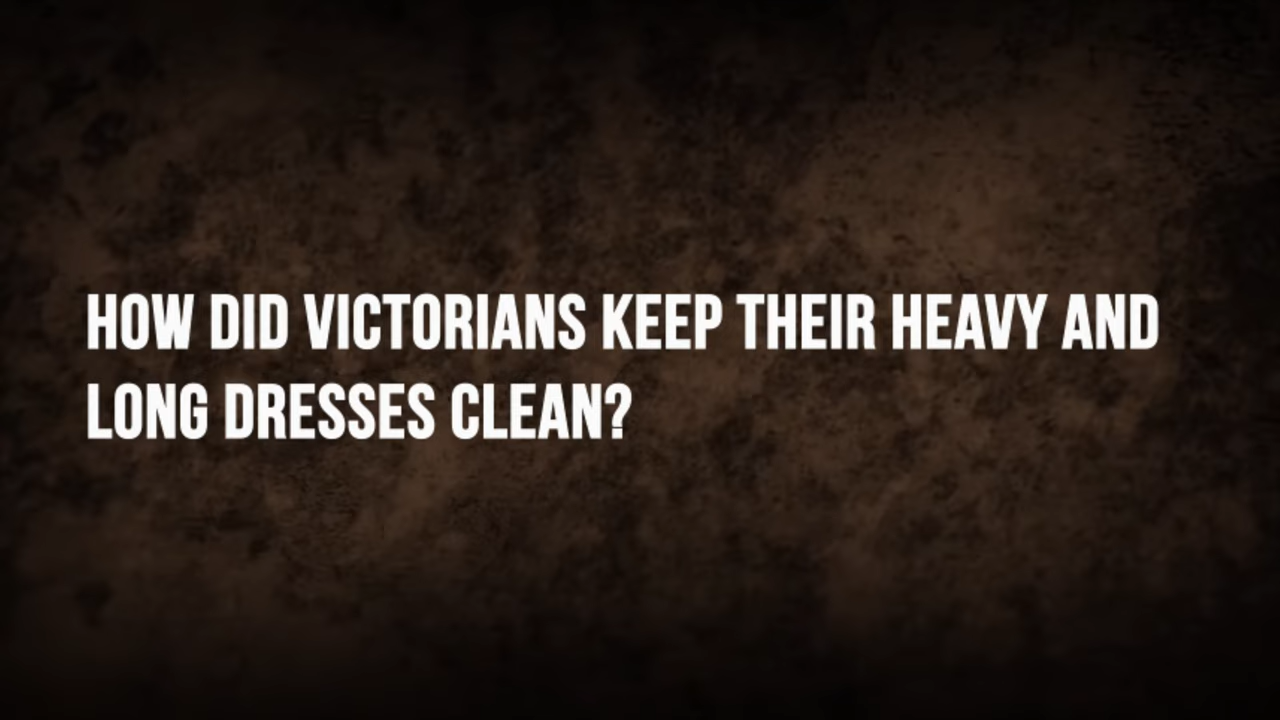 HOW DID VICTORIANS KEEP THEIR HEAVY AND
LONG DRESSES CLEAN?